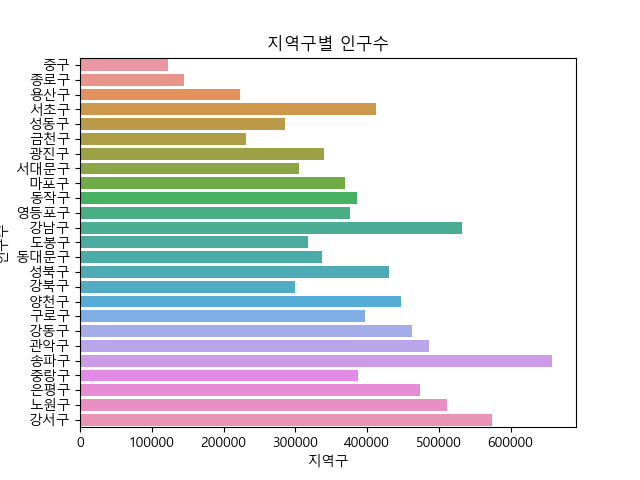 지역구별 인구수
중구
종로구
용산구
서초구
성동구
금천구
광진구
서대문구
마포구
동작구
영등포구
강남구
도봉구
동대문구
성북구
강북구
양천구
구로구
강동구
관악구
송파구
중랑구
은평구
노원구
강서구
0 100000 200000 300000 400000 500000 600000
지역구